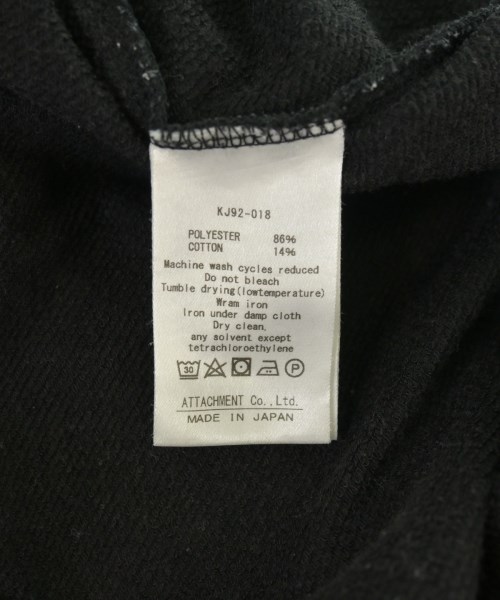 KJ92-018
POLYESTER 86%
COTTON 14%
Machine wash cycles reduced
Do not bleach
Tumble drying(lowtemperature)
Wram iron
Iron under damp cloth
Dry clean,
any solvent except
tetrachloroethylene
30 P
ATTACHMENT Co.,Ltd.
MADE IN JAPAN